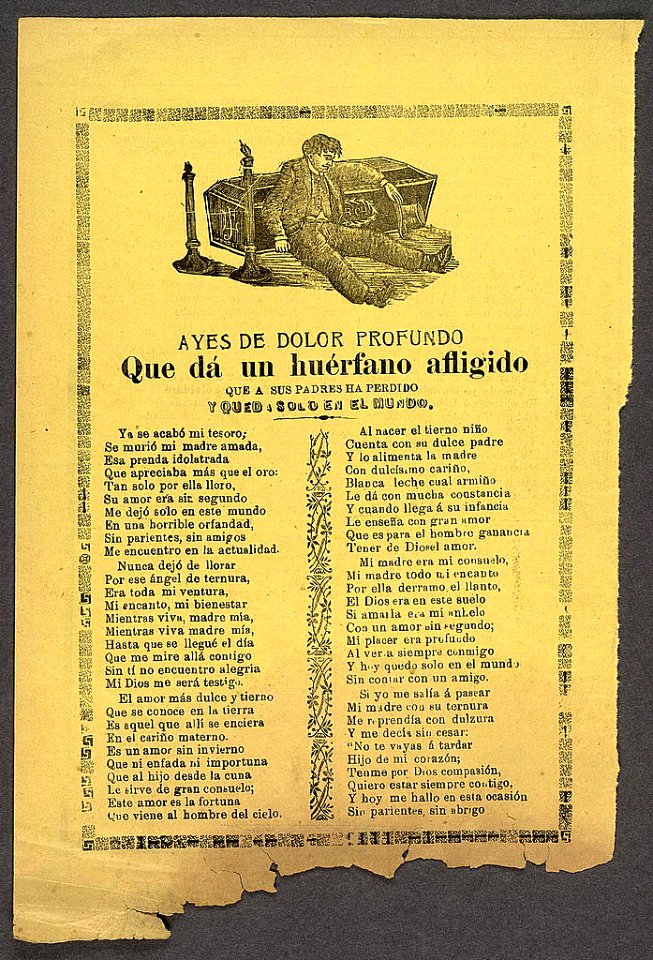 AYES DE DOLOR PROFUNDO
Que dá un huérfano afligido
QUE A SUS PADRES HA PERDIDO
Y QUEDA SOLO EN EL MUNDO.
Ya se acabó mi tesoro;
Se murió mi madre amada,
Esa prenda idolatrada
Que apreciaba más que el oro:
Tan solo por ella lloro,
Su amor era sin segundo
Me dejó solo en este mundo
En una horrible orfandad,
Sin parientes, sin amigos
Me encuentro en la actualidad.
Nunca dejó de llorar
Por ese ángel de ternura,
Era toda mi ventura,
Mi encanto, mi bienestar
Mientras viva, madre mía,
Mientras viva madre mía,
Hasta que se llegué el día
Que me mire allá contigo
Sin tí no encuentro alegría
Mi Dios me será testigo.
El amor más dulce y tierno
Que se conoce en la tierra
Es aquel que allí se enciera
En el cariño materno.
Es un amor sin invierno
Que ni enfada ni importuna
Que al hijo desde la cuna
Le sirve de gran consuelo;
Este amor es la fortuna
Que viene al hombre del cielo.
Al nacer el tierno niño
Cuenta con su dulce padre
Y lo alimenta la madre
Con dulcísimo cariño,
Blanca leche cual armiño
Le dá con mucha constancia
Y cuando llega á su infancia
Le enseña con gran amor
Que es para el hombre ganancia
Tener de Diosel amor.
Mi madre era mi consuelo,
Mi madre todo mi encanto
Por ella derramo el llanto,
El Dios era en este suelo
Si amarla era mi anhelo
Con un amor sin segundo;
Mi placer era profundo
Al verla siempre conmigo
Y hoy quedo solo en el mundo
Sin contar con un amigo.
Si yo me salía á pasear
Mi madre con su ternura
Me reprendía con dulzura
Y me decía sin cesar:
"No te vayas á tardar
Hijo de mi corazón;
Tenme por Dios compasión,
Quiero estar siempre contigo,
Y hoy me hallo en esta ocasión
Sin parientes, sin abrigo